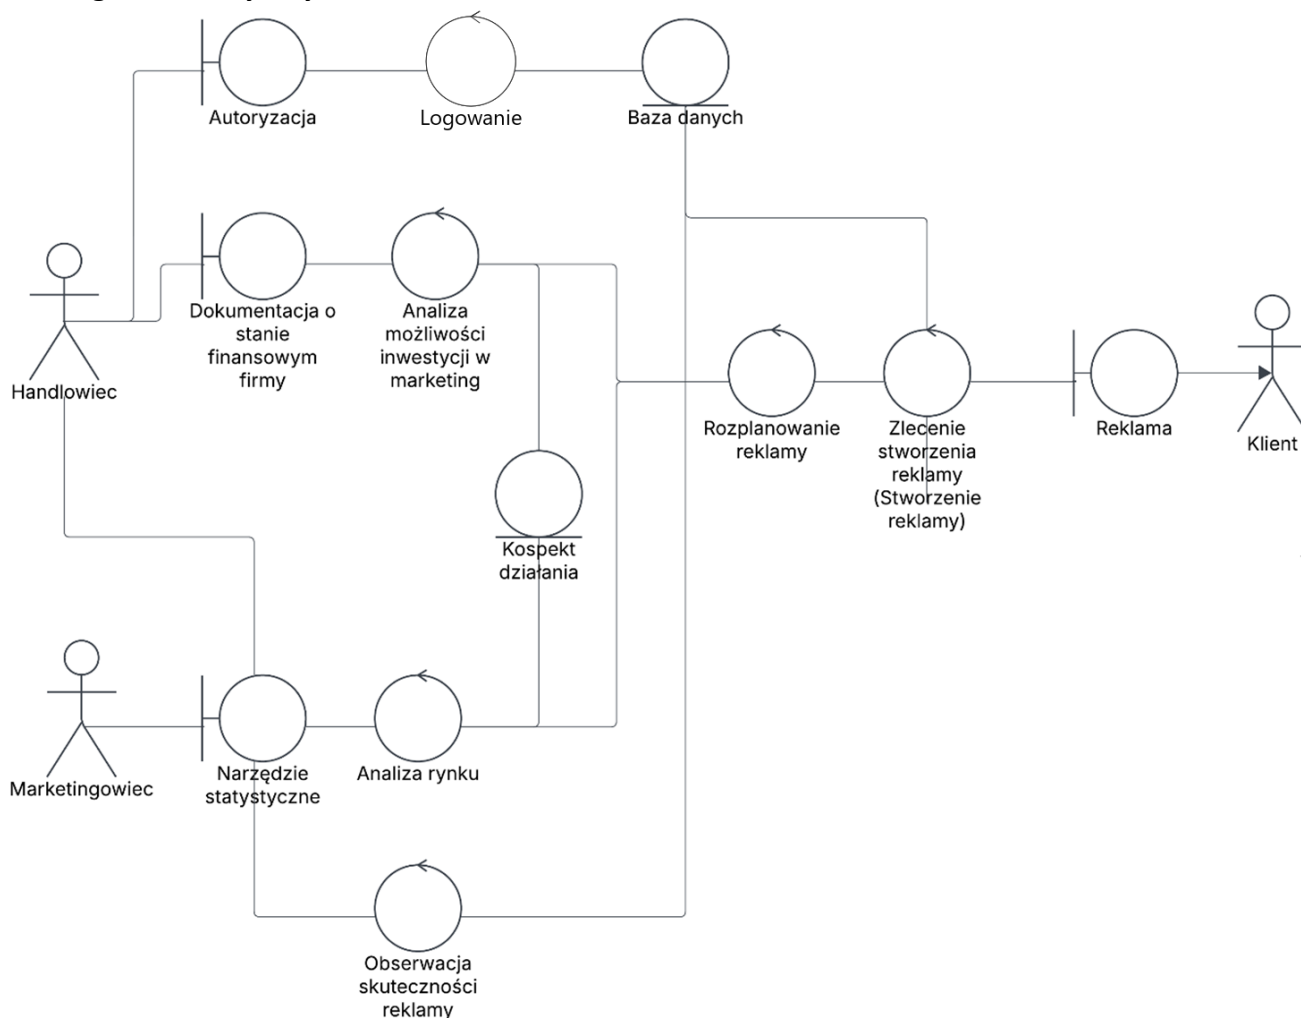 Autoryzacja
Logowanie
Baza danych
Dokumentacja o
stanie
finansowym
firmy
Analiza
możliwości
inwestycji w
marketing
Handlowiec
Rozplanowanie
reklamy
Zlecenie
stworzenia
reklamy
(Stworzenie
reklamy)
Reklama
Klient
Kospekt
działania
Marketingowiec
Narzędzie
statystyczne
Analiza rynku
Obserwacja
skuteczności
reklamy